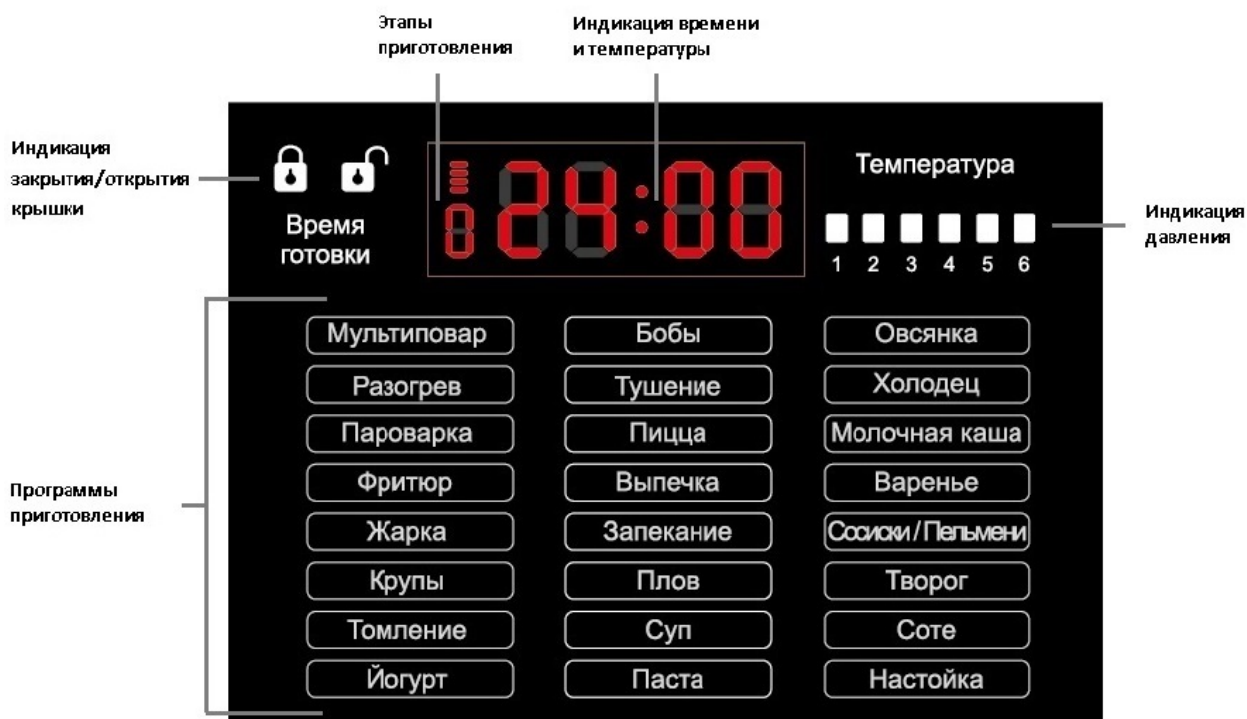 Этапы
приготовления
Индикация времени
и температуры
Индикация
закрытия/открытия
крышки
Время
готовки
0 24:00
Температура
1 2 3 4 5 6
Индикация
давления
Программы
приготовления
Мультиповар
Бобы
Овсянка
Разогрев
Тушение
Холодец
Пароварка
Пицца
Молочная каша
Фритюр
Выпечка
Варенье
Жарка
Запекание
Сосиски / Пельмени
Крупы
Плов
Творог
Томление
Суп
Соте
Йогурт
Паста
Настойка